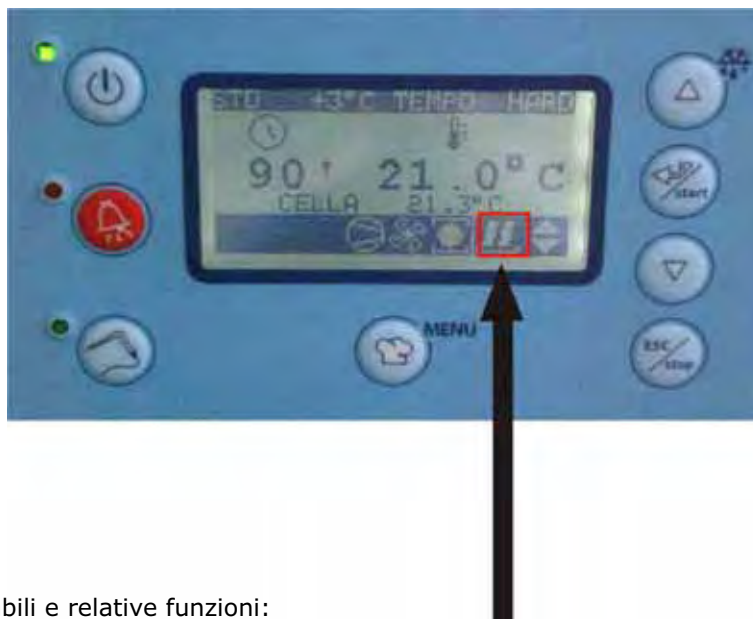 STD +3°C TEMPO HARD
90' 21.0°C
CELLA 21.3°C
MENU
start
ESC/stop
bili e relative funzioni: